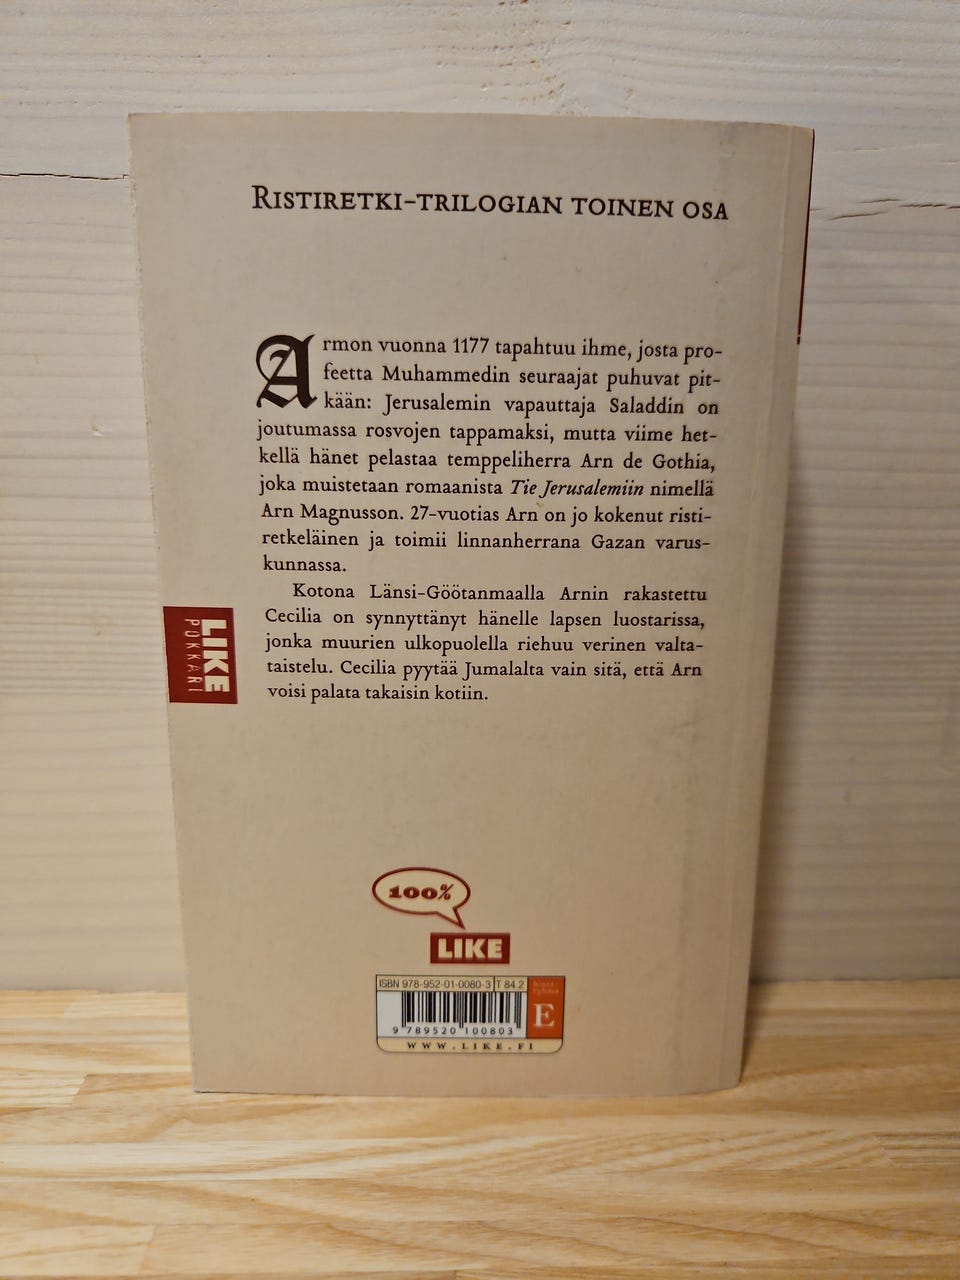 Ristiretki-trilogian toinen osa
Armon vuonna 1177 tapahtuu ihme, josta pro-
feetta Muhammedin seuraajat puhuvat pit-
kään: Jerusalemin vapauttaja Saladdin on
joutumassa rosvojen tappamaksi, mutta viime het-
kellä hänet pelastaa temppeliherra Arn de Gothia,
joka muistetaan romaanista Tie Jerusalemiin nimellä
Arn Magnusson. 27-vuotias Arn on jo kokenut risti-
retkeläinen ja toimii linnanherrana Gazan varus-
kunnassa.
Kotona Länsi-Göötanmaalla Arnin rakastettu
Cecilia on synnyttänyt hänelle lapsen luostarissa,
jonka muurien ulkopuolella riehuu verinen valta-
taistelu. Cecilia pyytää Jumalalta vain sitä, että Arn
voisi palata takaisin kotiin.
LIKE
POKKARI
100%
LIKE
ISBN 978-952-01-0080-3 T 84.2
E
9 789520 100803
WWW.LIKE.FI